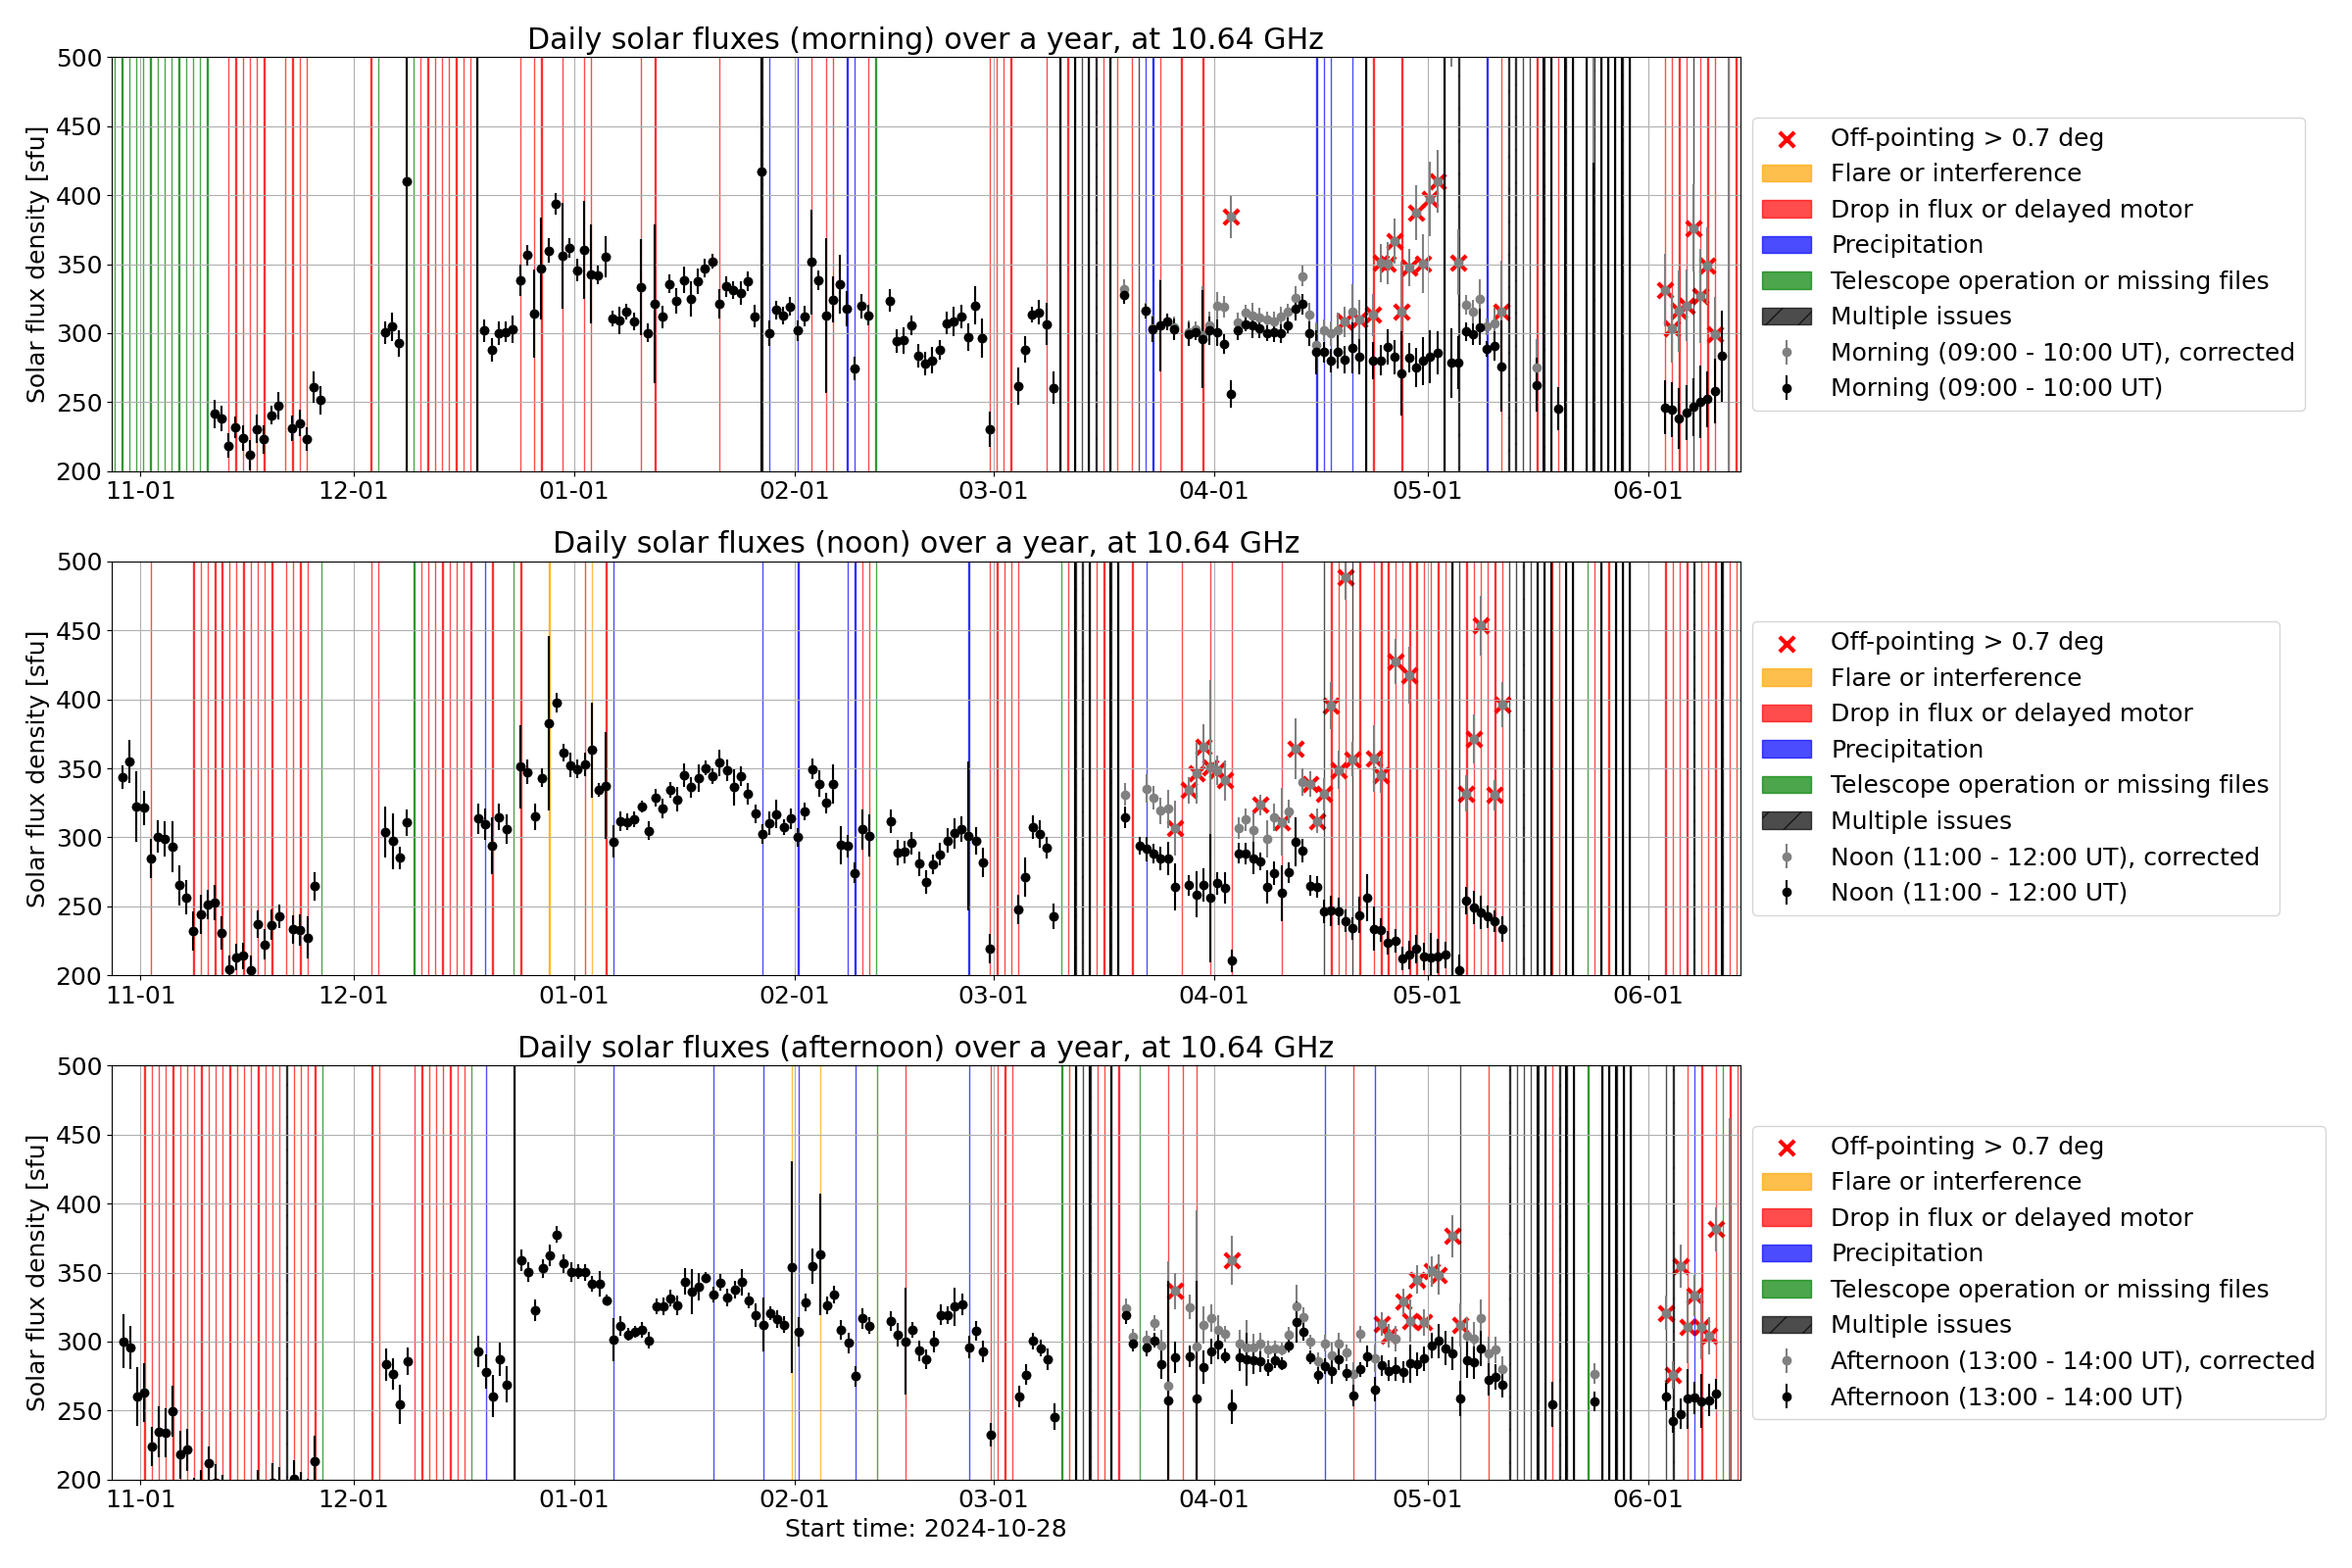 Daily solar fluxes (morning) over a year, at 10.64 GHz
Solar flux density [sfu]
500
450
400
350
300
250
200
11-01 12-01 01-01 02-01 03-01 04-01 05-01 06-01
Off-pointing > 0.7 deg
Flare or interference
Drop in flux or delayed motor
Precipitation
Telescope operation or missing files
Multiple issues
Morning (09:00 - 10:00 UT), corrected
Morning (09:00 - 10:00 UT)
Daily solar fluxes (noon) over a year, at 10.64 GHz
Solar flux density [sfu]
500
450
400
350
300
250
200
11-01 12-01 01-01 02-01 03-01 04-01 05-01 06-01
Off-pointing > 0.7 deg
Flare or interference
Drop in flux or delayed motor
Precipitation
Telescope operation or missing files
Multiple issues
Noon (11:00 - 12:00 UT), corrected
Noon (11:00 - 12:00 UT)
Daily solar fluxes (afternoon) over a year, at 10.64 GHz
Solar flux density [sfu]
500
450
400
350
300
250
200
11-01 12-01 01-01 02-01 03-01 04-01 05-01 06-01
Start time: 2024-10-28
Off-pointing > 0.7 deg
Flare or interference
Drop in flux or delayed motor
Precipitation
Telescope operation or missing files
Multiple issues
Afternoon (13:00 - 14:00 UT), corrected
Afternoon (13:00 - 14:00 UT)